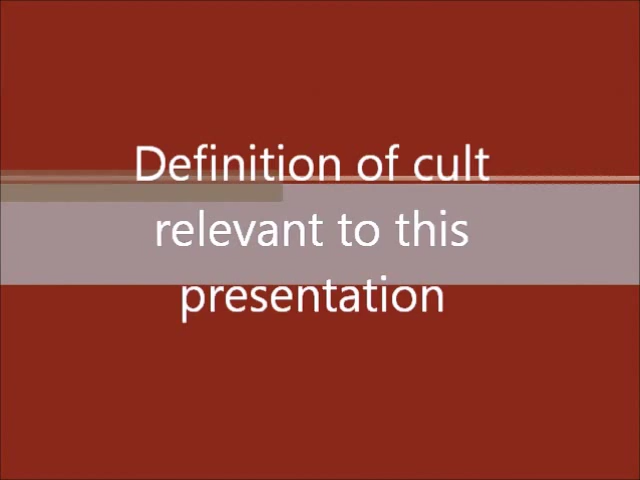 Definition of cult
relevant to this
presentation